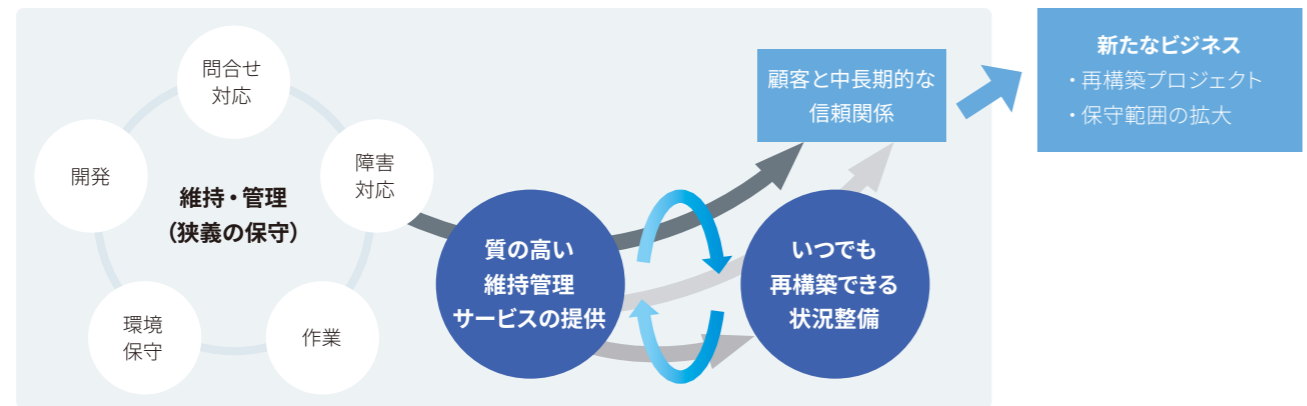 問合せ
対応
障害
対応
作業
環境
保守
開発
維持・管理
（狭義の保守）
質の高い
維持管理
サービスの提供
いつでも
再構築できる
状況整備
顧客と中長期的な
信頼関係
新たなビジネス
・再構築プロジェクト
・保守範囲の拡大